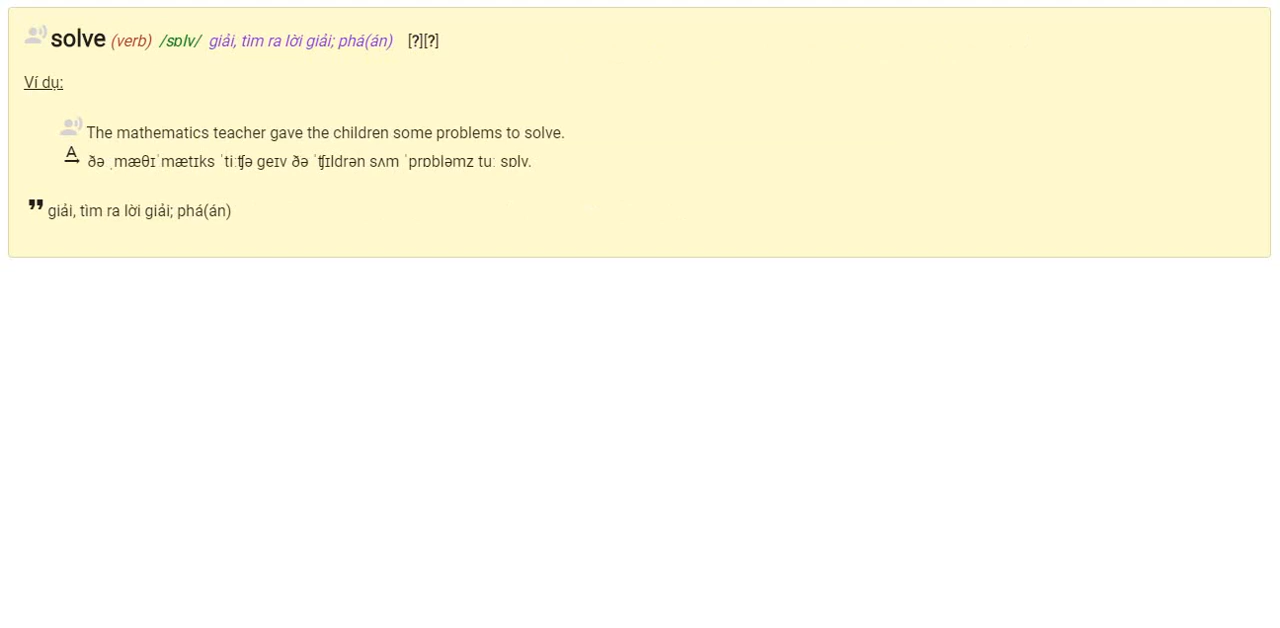 solve (verb) /sɒlv/ giải, tìm ra lời giải; phá(án) [?][?]
Ví dụ:
The mathematics teacher gave the children some problems to solve.
A ðə ˌmæθɪˈmætɪks ˈtiːʧə geɪv ðə ˈʧɪldrən sʌm ˈprɒbləmz tuː sɒlv.
" giải, tìm ra lời giải; phá(án)